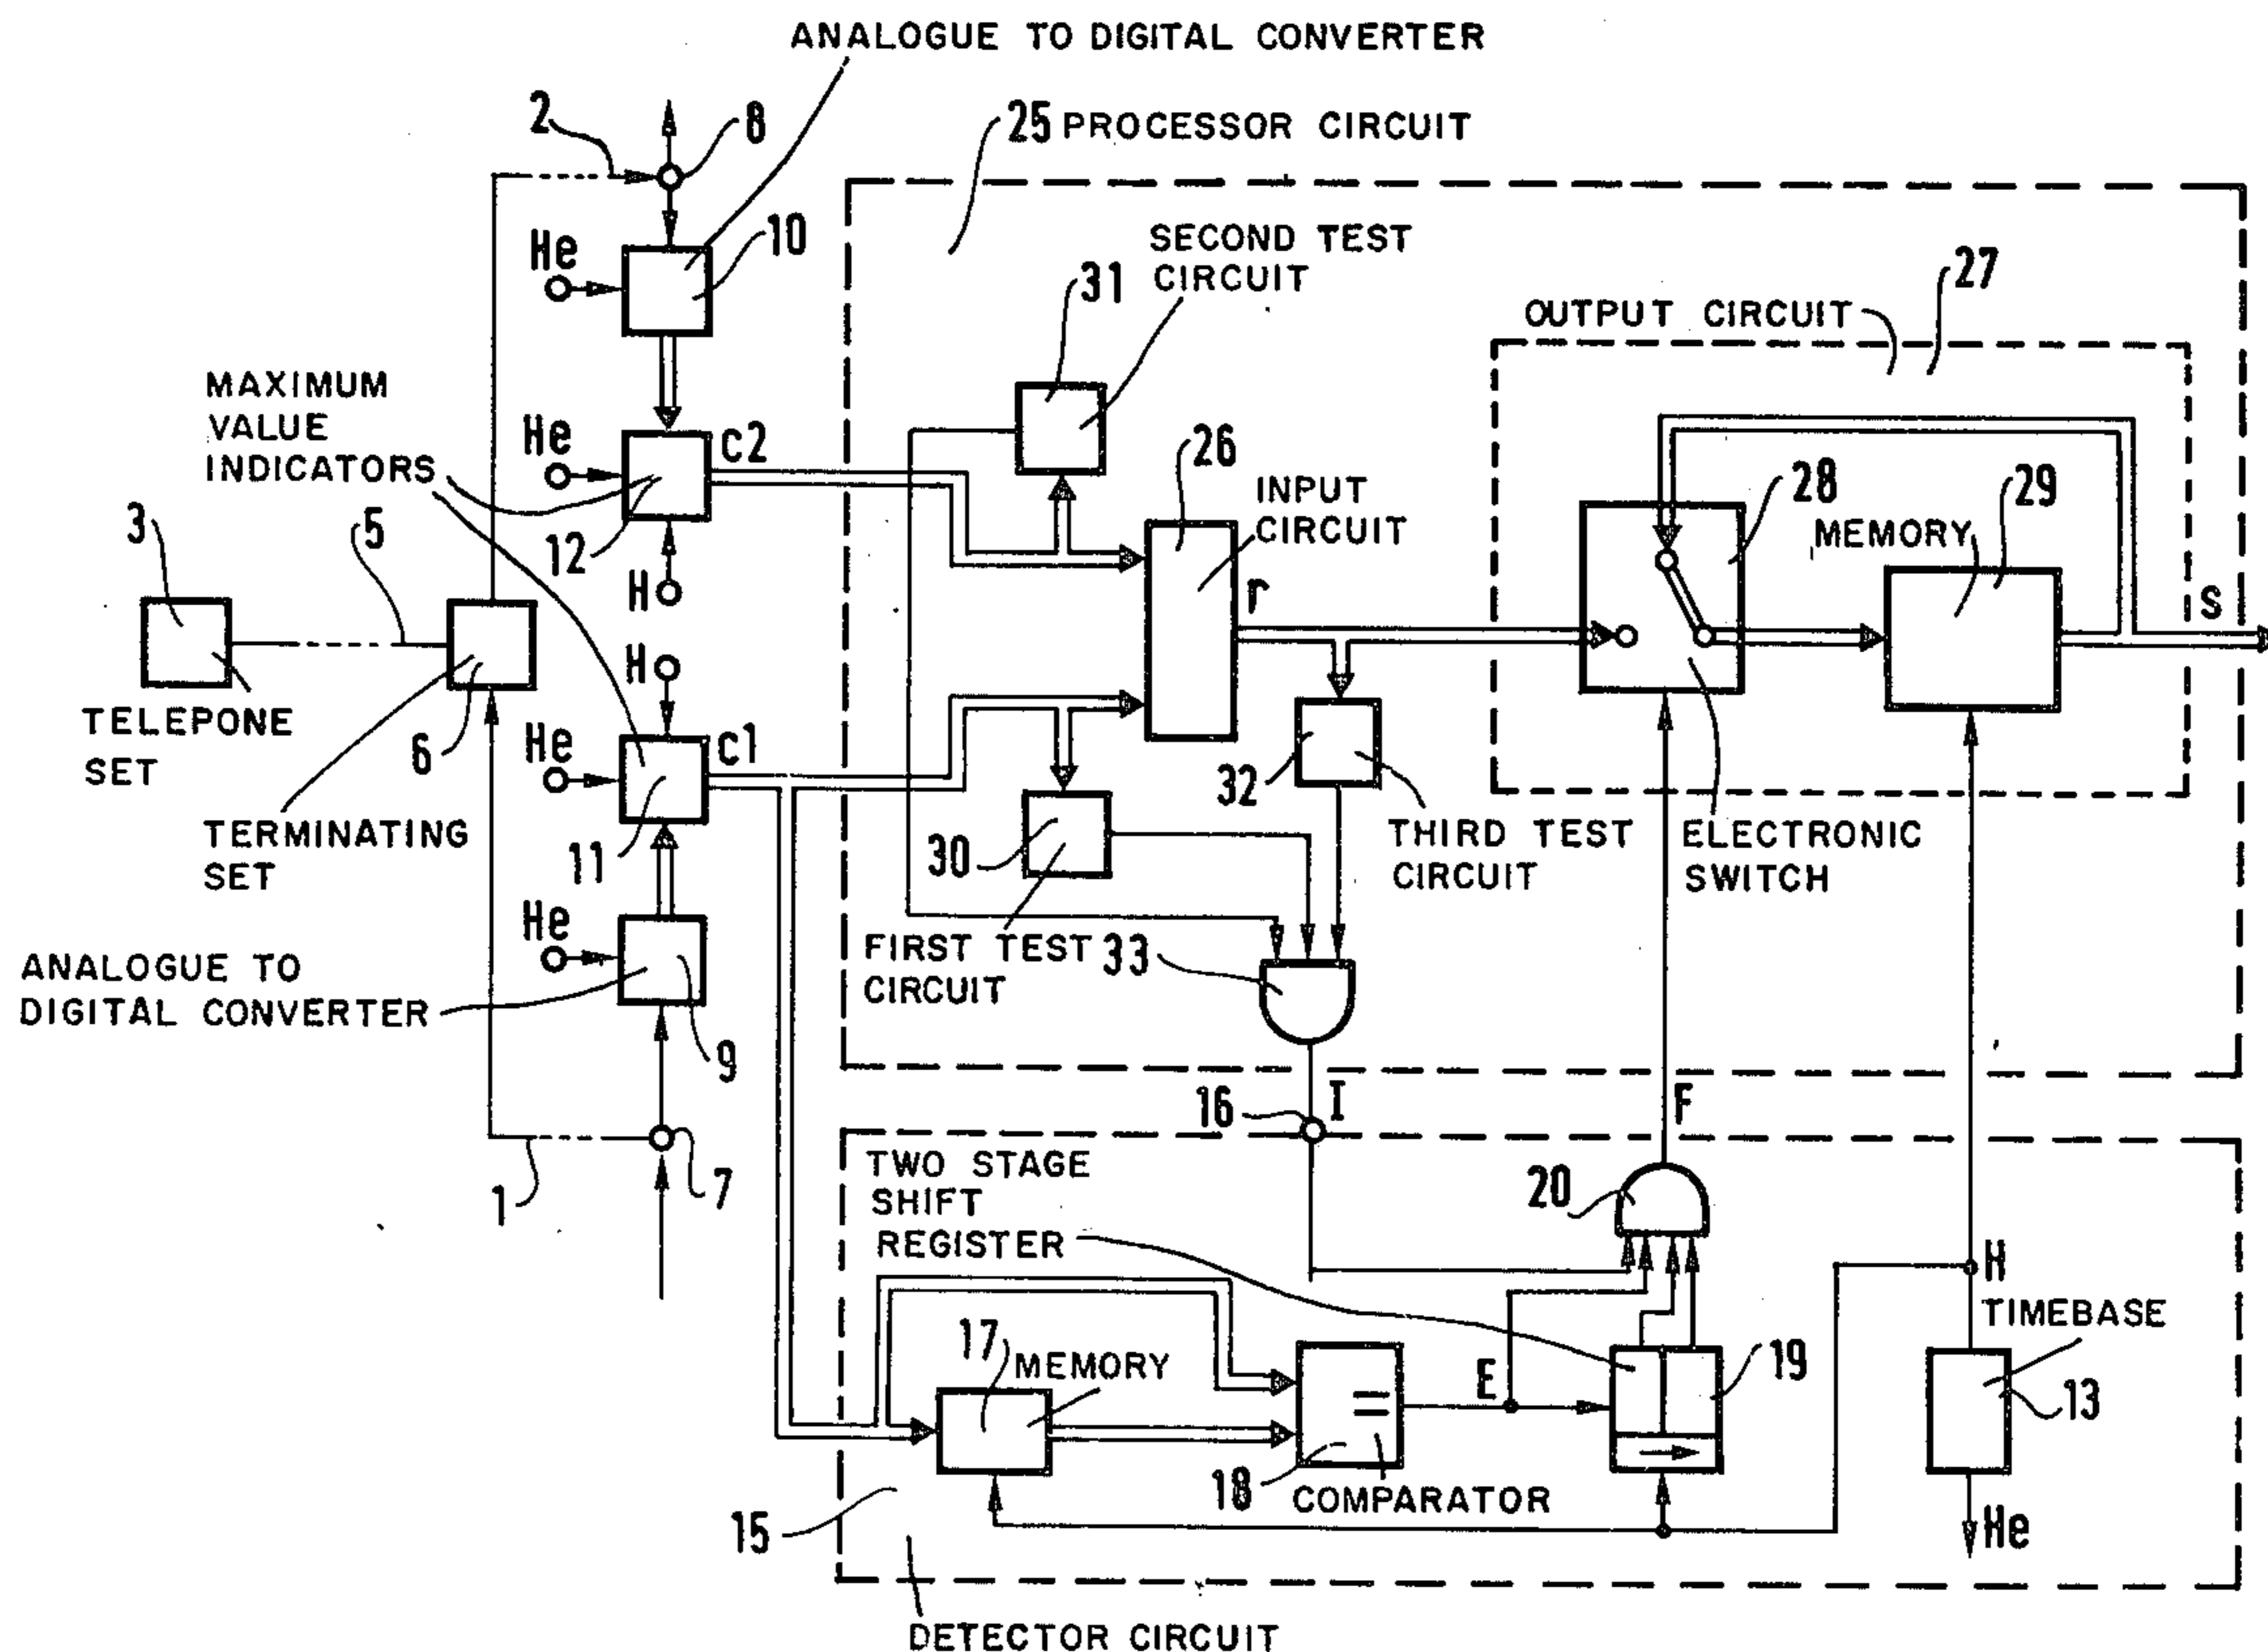 ANALOGUE TO DIGITAL CONVERTER
2
8
25 PROCESSOR CIRCUIT
He
10
SECOND TEST
CIRCUIT
31
27
OUTPUT CIRCUIT
MAXIMUM
VALUE
INDICATORS
He
c2
12
H
26
INPUT
CIRCUIT
r
28
29
MEMORY
S
3
5
TELEPONE
SET
6
TERMINATING
SET
H
He
c1
11
30
32
THIRD TEST
CIRCUIT
ELECTRONIC
SWITCH
He
ANALOGUE TO
DIGITAL CONVERTER
9
FIRST TEST
CIRCUIT
33
16
I
F
1
7
TWO STAGE
SHIFT
REGISTER
20
H
TIMEBASE
17
MEMORY
=
E
19
13
18
COMPARATOR
15
He
DETECTOR CIRCUIT